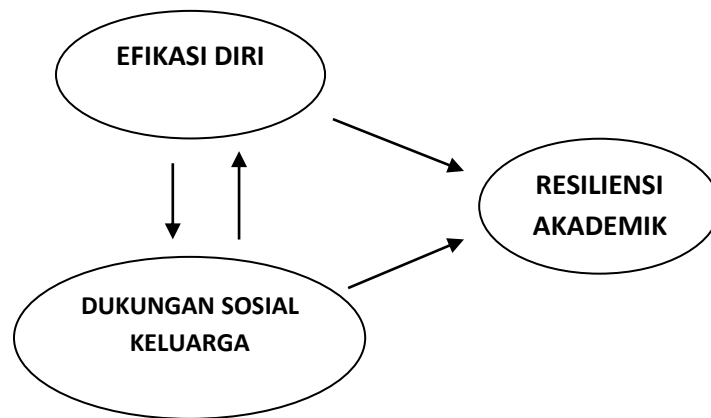 EFIKASI DIRI
RESILIENSI
AKADEMIK
DUKUNGAN SOSIAL
KELUARGA